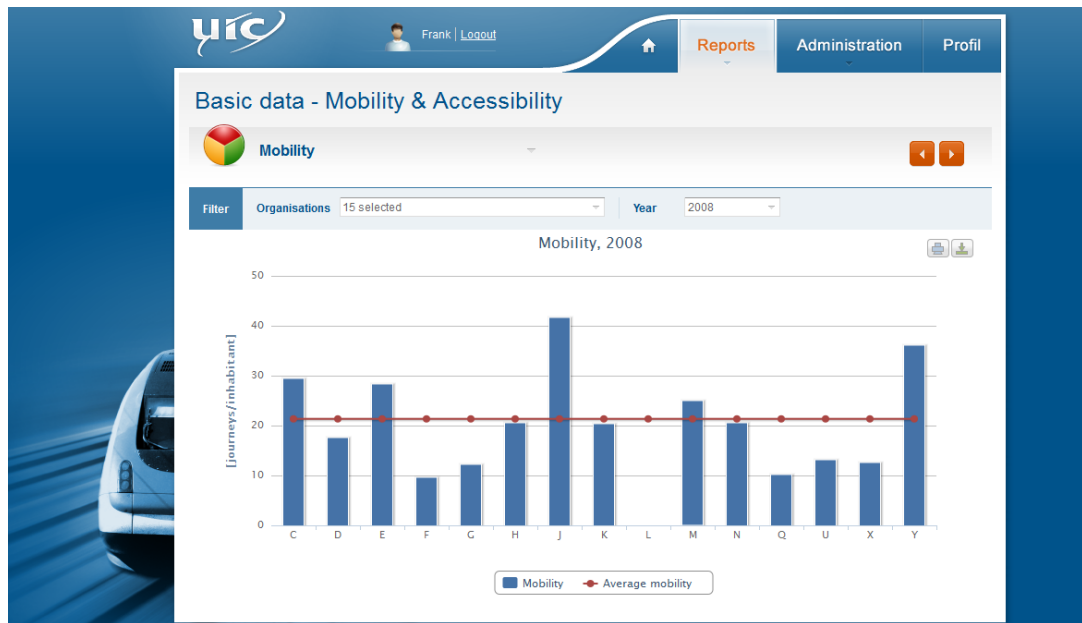 uic
Frank | Logout
Reports
Administration
Profil
Basic data - Mobility & Accessibility
Mobility
Filter
Organisations
15 selected
Year
2008
Mobility, 2008
[journeys/inhabitant]
50
40
30
20
10
0
C D E F G H J K L M N Q U X Y
Mobility
Average mobility